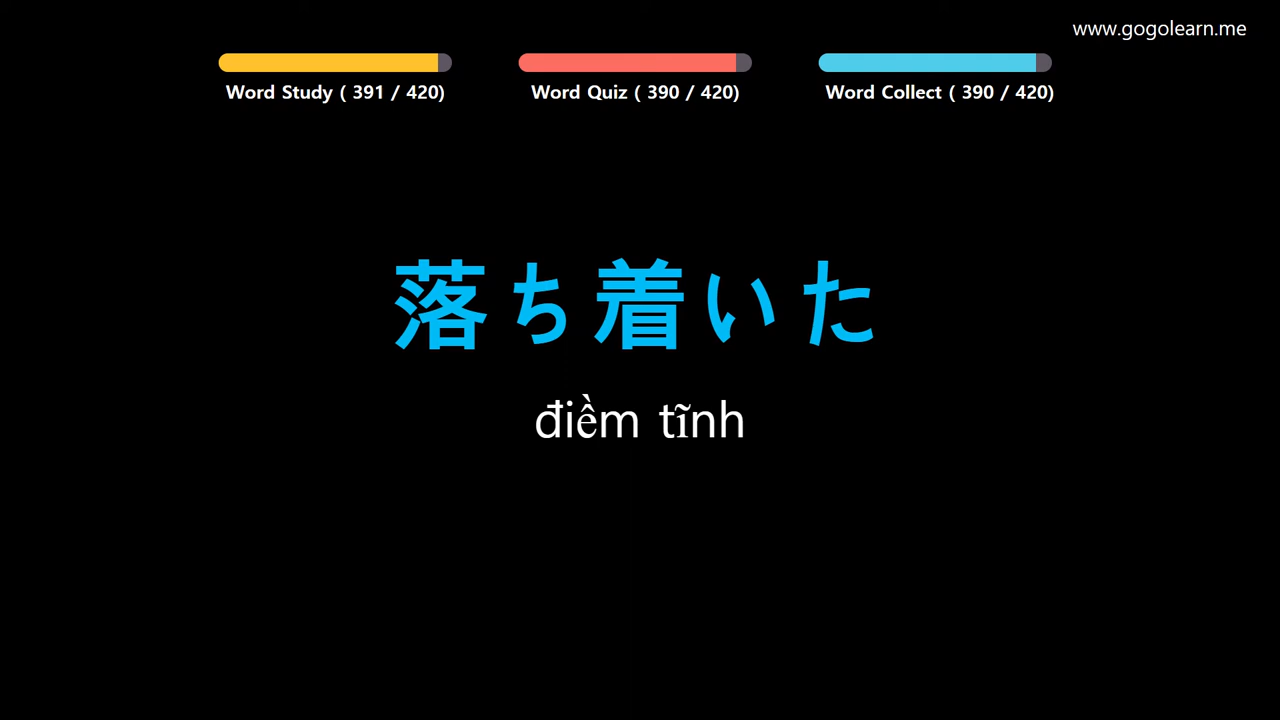 www.gogolearn.me
Word Study ( 391 / 420)
Word Quiz ( 390 / 420)
Word Collect ( 390 / 420)
落ち着いた
điềm tĩnh